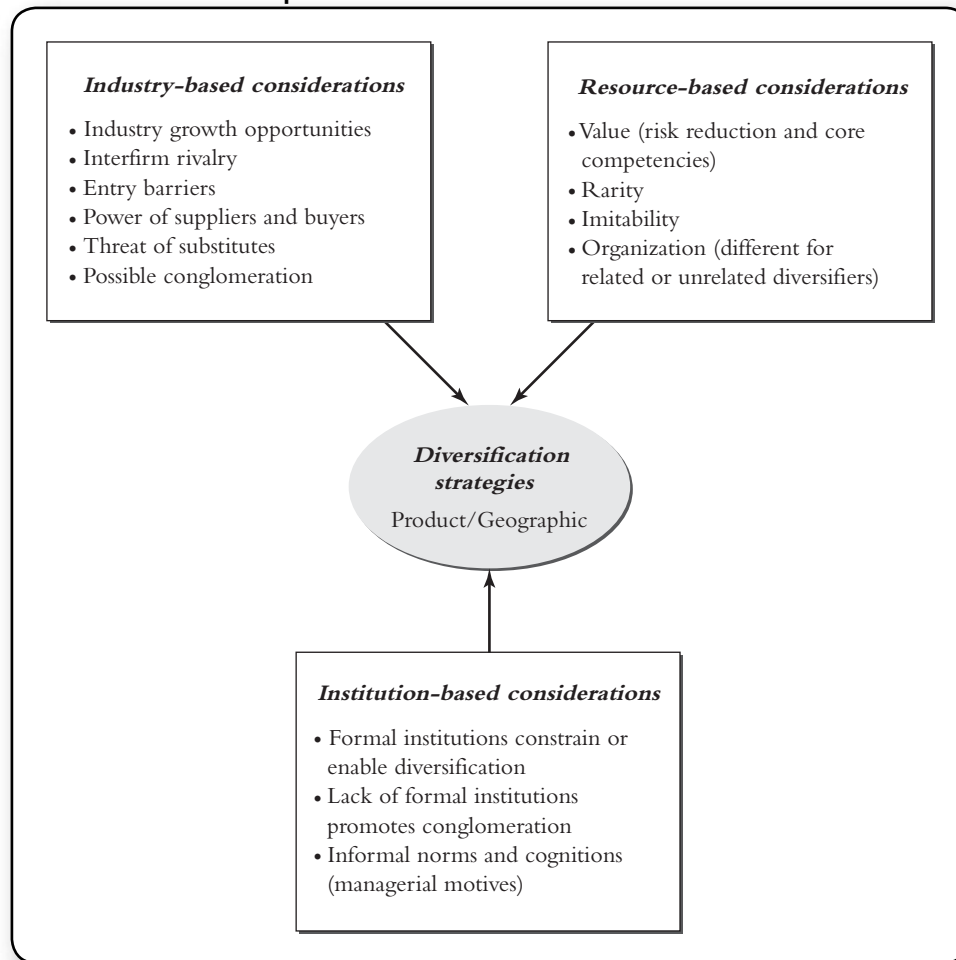 Industry-based considerations
• Industry growth opportunities
• Interfirm rivalry
• Entry barriers
• Power of suppliers and buyers
• Threat of substitutes
• Possible conglomeration
Resource-based considerations
• Value (risk reduction and core
competencies)
• Rarity
• Imitability
• Organization (different for
related or unrelated diversifiers)
Diversification
strategies
Product/Geographic
Institution-based considerations
• Formal institutions constrain or
enable diversification
• Lack of formal institutions
promotes conglomeration
• Informal norms and cognitions
(managerial motives)